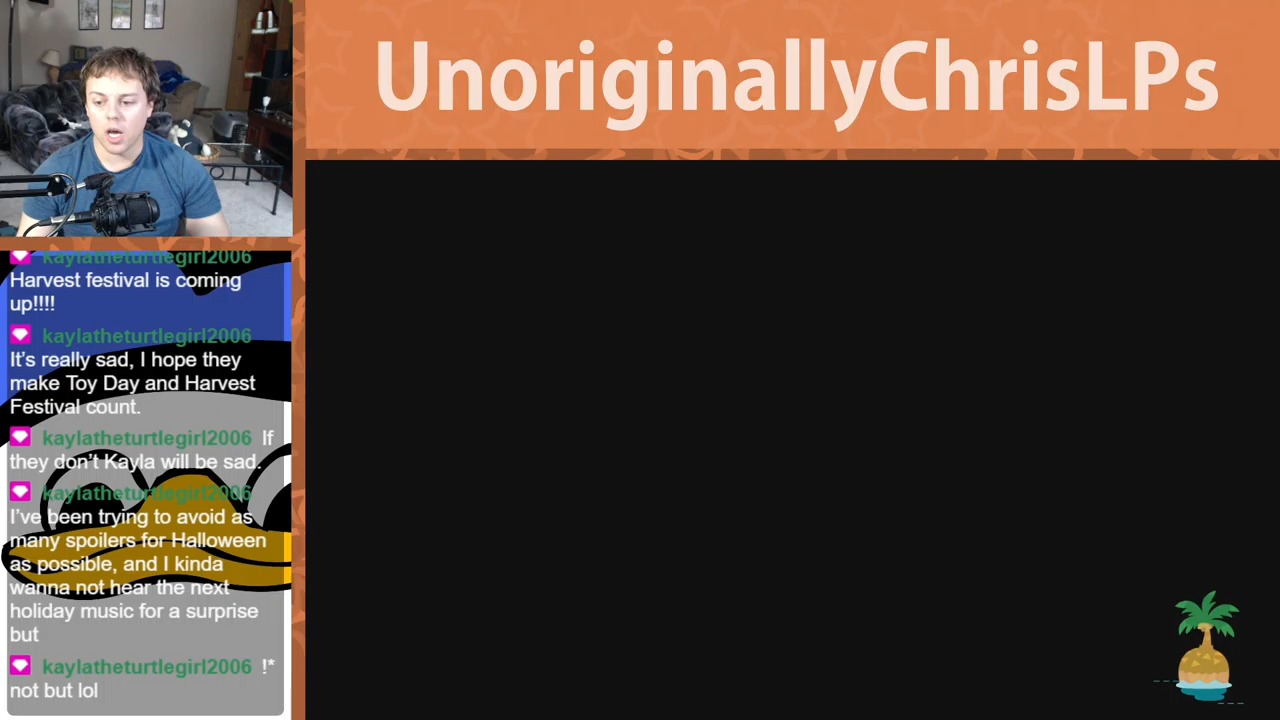 UnoriginallyChrisLPs
kaylatheturtlegirl2006
Harvest festival is coming
up!!!!
kaylatheturtlegirl2006
It’s really sad, I hope they
make Toy Day and Harvest
Festival count.
kaylatheturtlegirl2006 If
they don’t Kayla will be sad.
kaylatheturtlegirl2006
I’ve been trying to avoid as
many spoilers for Halloween
as possible, and I kinda
wanna not hear the next
holiday music for a surprise
but
kaylatheturtlegirl2006 !*
not but lol